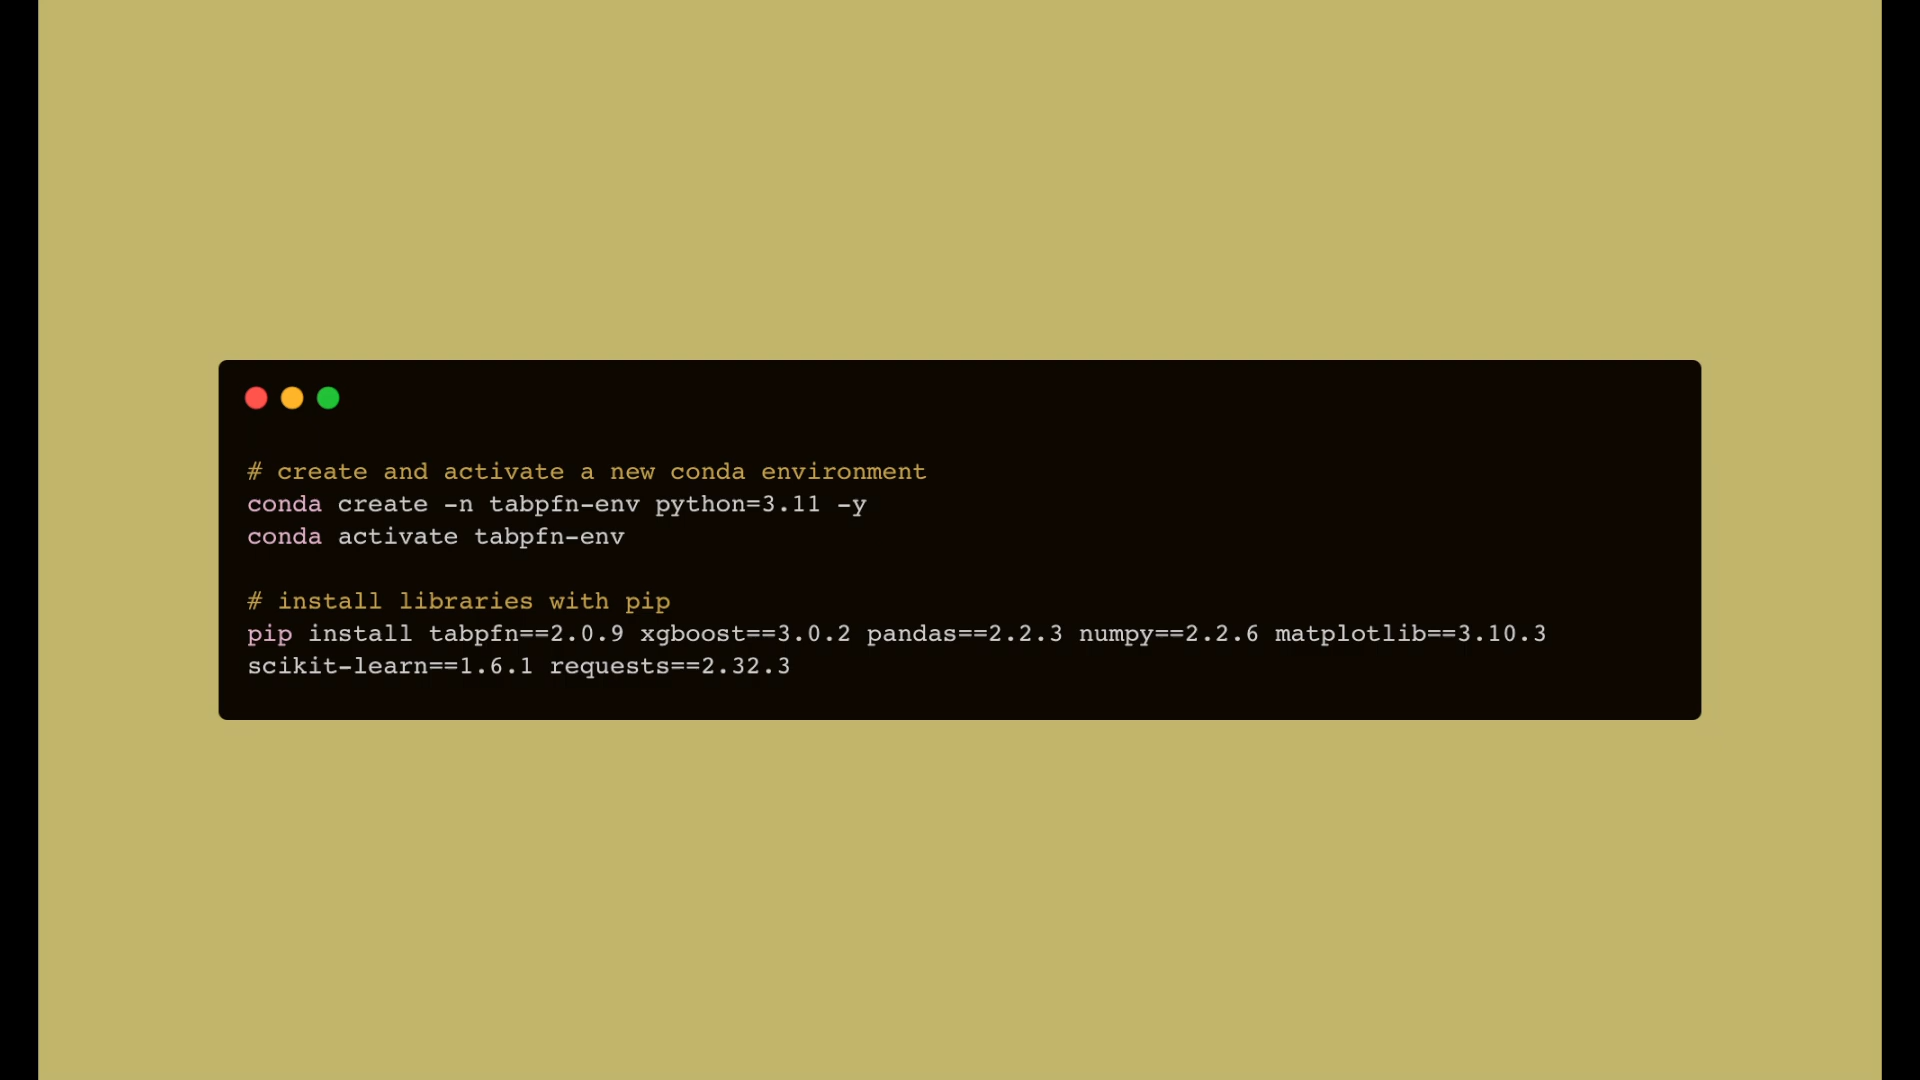 # create and activate a new conda environment
conda create -n tabpfn-env python=3.11 -y
conda activate tabpfn-env
# install libraries with pip
pip install tabpfn==2.0.9 xgboost==3.0.2 pandas==2.2.3 numpy==2.2.6 matplotlib==3.10.3
scikit-learn==1.6.1 requests==2.32.3